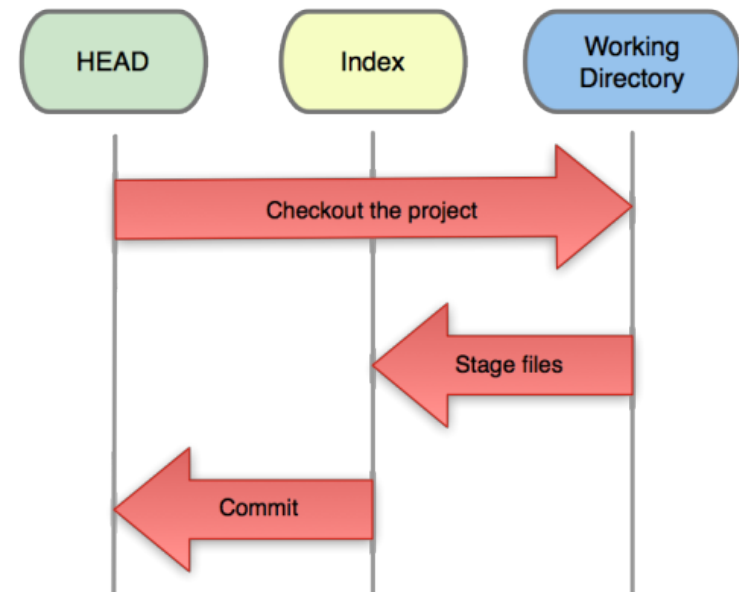 HEAD
Index
Working
Directory
Checkout the project
Stage files
Commit